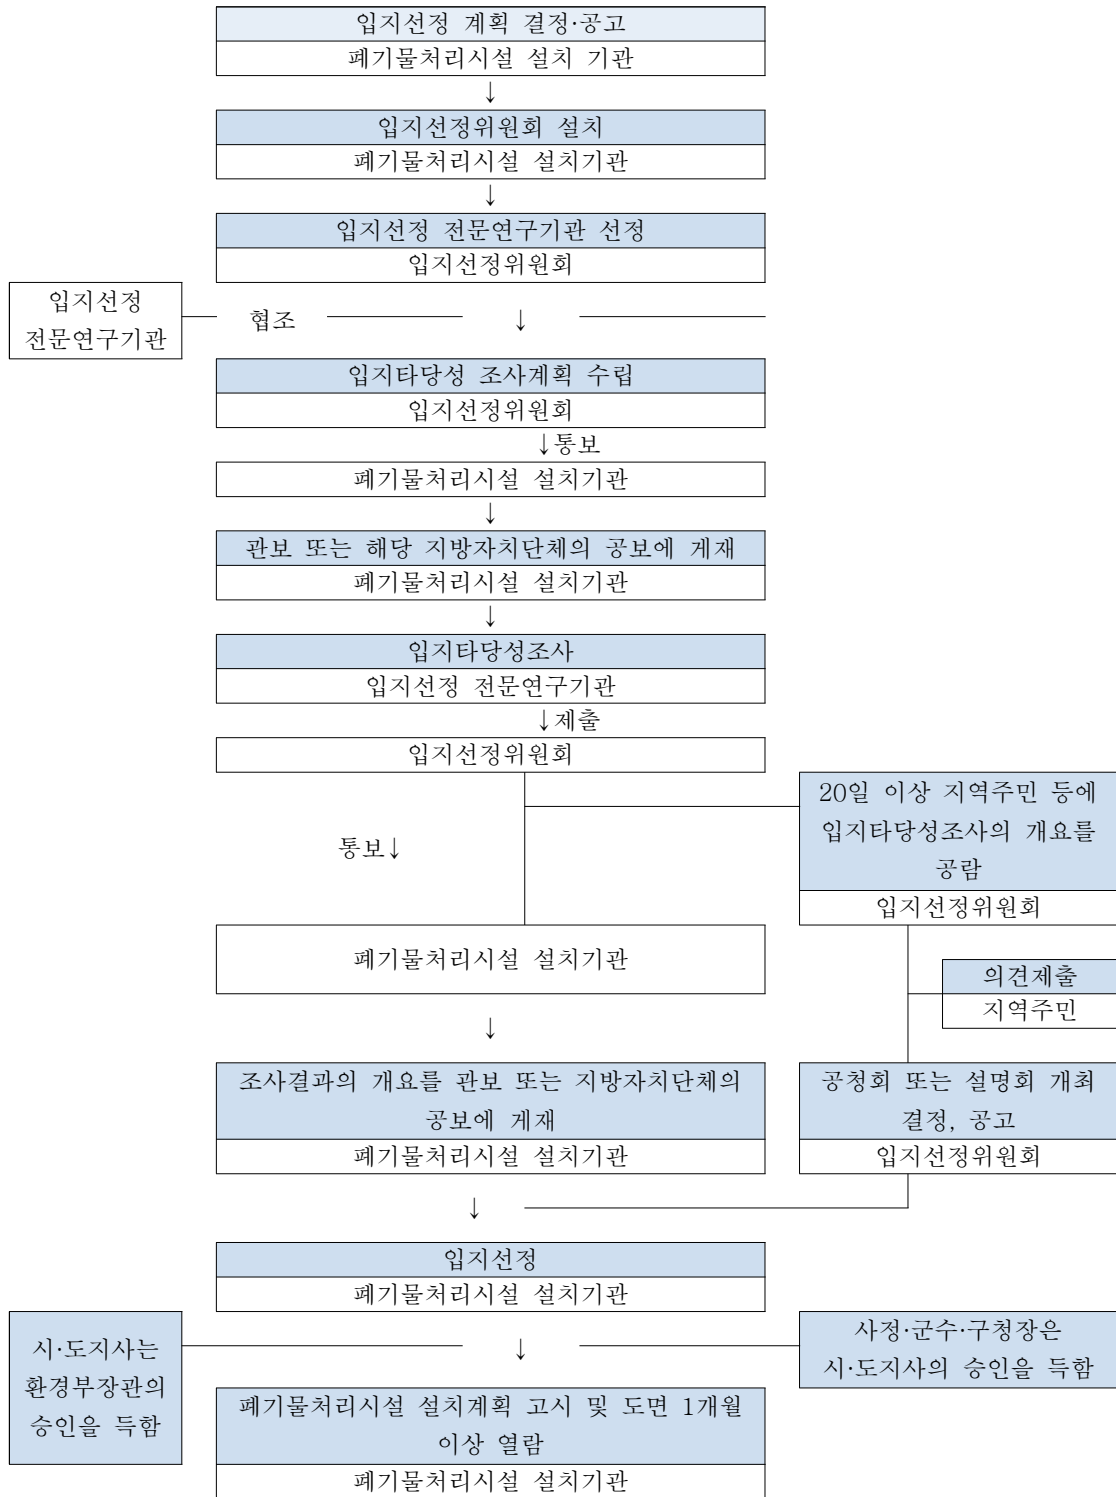 입지선정 계획 결정·공고
폐기물처리시설 설치 기관
↓
입지선정위원회 설치
폐기물처리시설 설치기관
↓
입지선정 전문연구기관 선정
입지선정위원회
입지선정
전문연구기관
협조
↓
입지타당성 조사계획 수립
입지선정위원회
↓통보
폐기물처리시설 설치기관
↓
관보 또는 해당 지방자치단체의 공보에 게재
폐기물처리시설 설치기관
↓
입지타당성조사
입지선정 전문연구기관
↓제출
입지선정위원회
20일 이상 지역주민 등에
입지타당성조사의 개요를
공람
입지선정위원회
통보↓
폐기물처리시설 설치기관
의견제출
지역주민
↓
조사결과의 개요를 관보 또는 지방자치단체의
공보에 게재
폐기물처리시설 설치기관
공청회 또는 설명회 개최
결정, 공고
입지선정위원회
↓
입지선정
폐기물처리시설 설치기관
시·도지사는
환경부장관의
승인을 득함
↓
사정·군수·구청장은
시·도지사의 승인을 득함
폐기물처리시설 설치계획 고시 및 도면 1개월
이상 열람
폐기물처리시설 설치기관